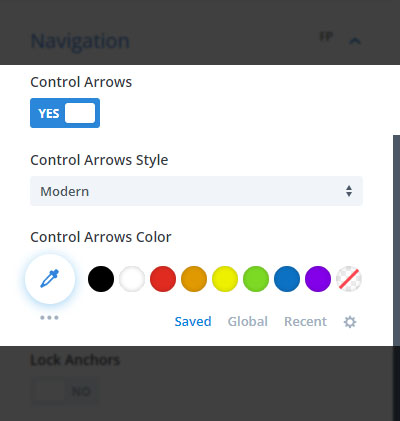 Navigation FP
Control Arrows
YES
Control Arrows Style
Modern
Control Arrows Color
Saved Global Recent
Lock Anchors
NO